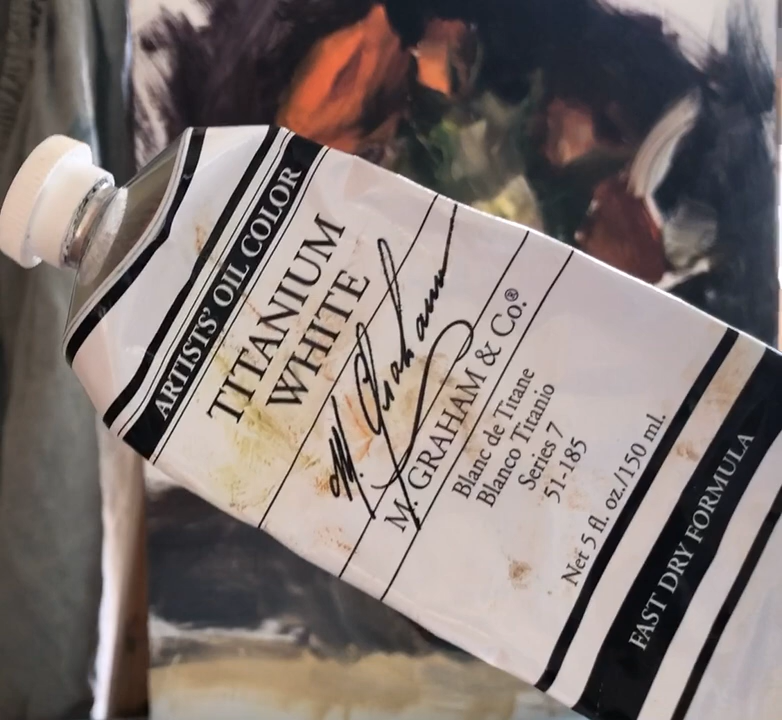 ARTISTS' OIL COLOR
TITANIUM
WHITE
M. Graham
M. GRAHAM & Co.®
Blanc de Titane
Blanco Titanio
Series 7
51-185
Net 5 fl. oz./150 ml.
FAST DRY FORMULA